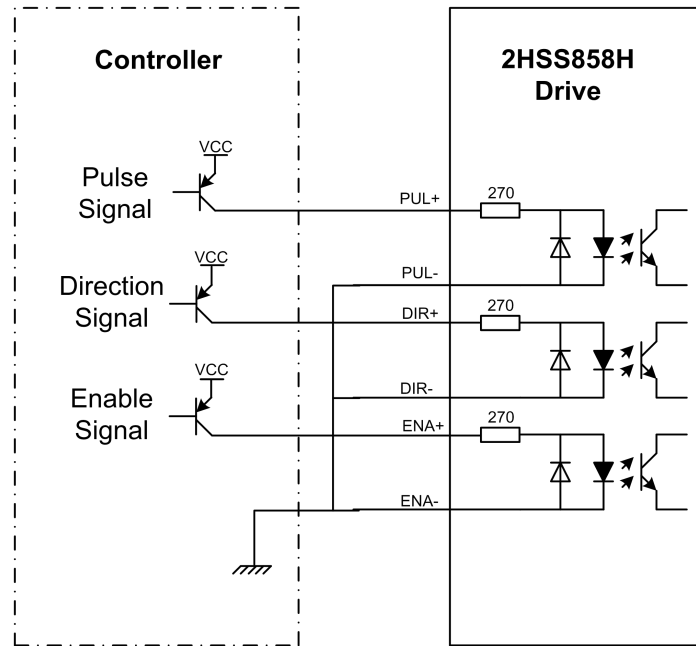 Controller
2HSS858H
Drive
VCC
Pulse
Signal
PUL+
270
PUL-
VCC
Direction
Signal
DIR+
270
DIR-
VCC
Enable
Signal
ENA+
270
ENA-